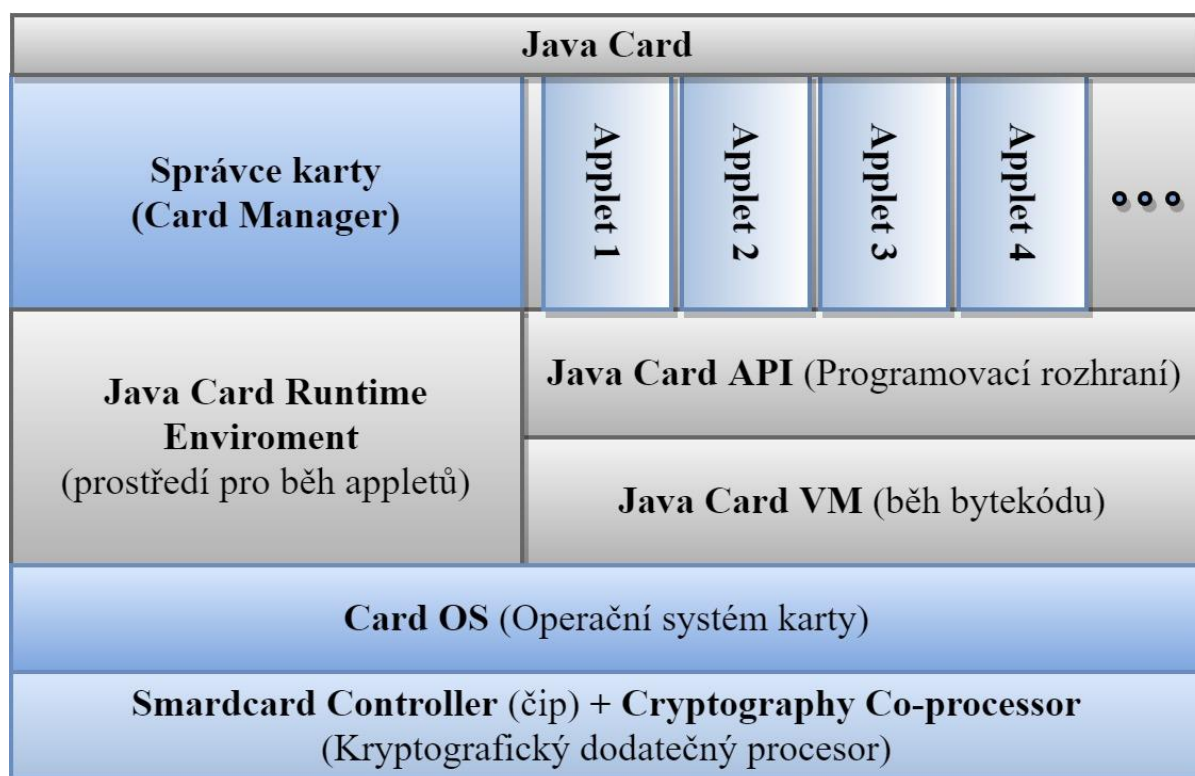 Java Card
Správce karty
(Card Manager)
Applet 1
Applet 2
Applet 3
Applet 4
Java Card Runtime
Enviroment
(prostředí pro běh appletů)
Java Card API (Programovací rozhraní)
Java Card VM (běh bytekódu)
Card OS (Operační systém karty)
Smardcard Controller (čip) + Cryptography Co-processor
(Kryptografický dodatečný procesor)